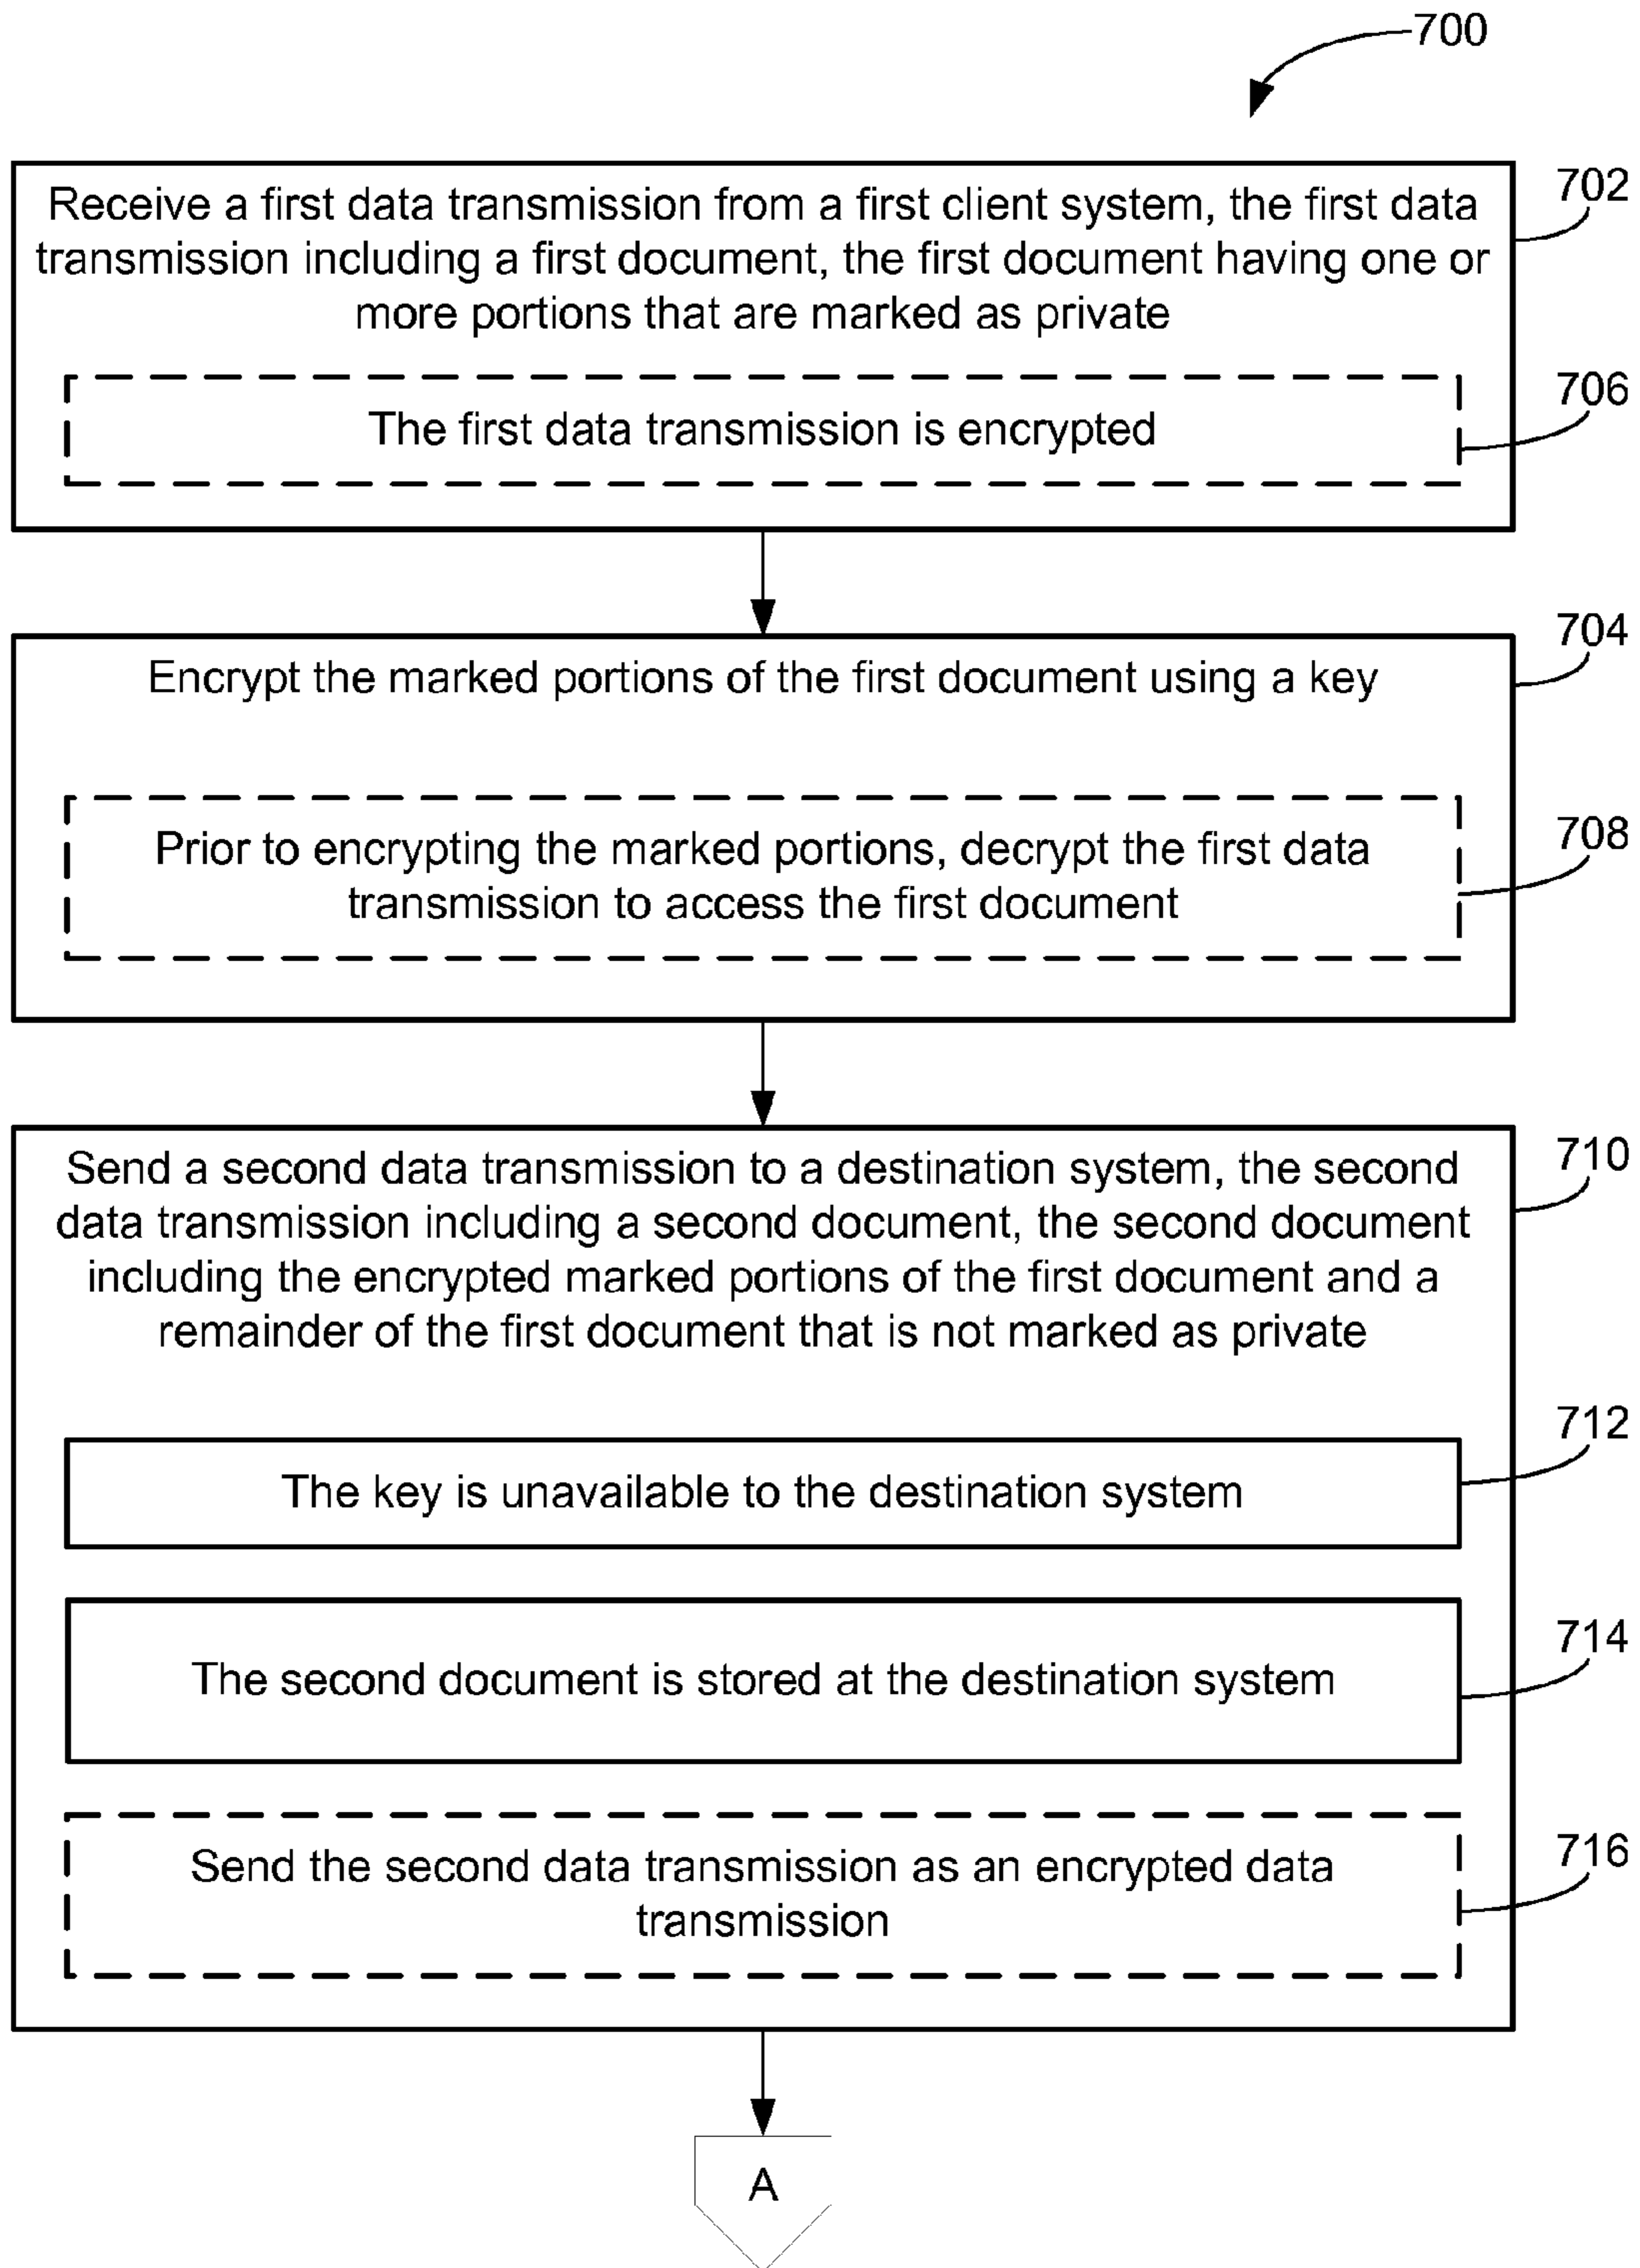 700
702
Receive a first data transmission from a first client system, the first data
transmission including a first document, the first document having one or
more portions that are marked as private
706
The first data transmission is encrypted
704
Encrypt the marked portions of the first document using a key
708
Prior to encrypting the marked portions, decrypt the first data
transmission to access the first document
710
Send a second data transmission to a destination system, the second
data transmission including a second document, the second document
including the encrypted marked portions of the first document and a
remainder of the first document that is not marked as private
712
The key is unavailable to the destination system
714
The second document is stored at the destination system
716
Send the second data transmission as an encrypted data
transmission
A